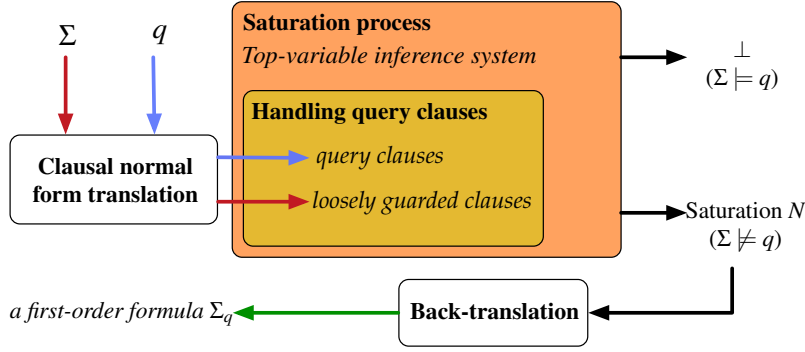 Σ
q
Saturation process
Top-variable inference system
⊥
(Σ ⊨ q)
Handling query clauses
Clausal normal
form translation
query clauses
loosely guarded clauses
Saturation N
(Σ ⊭ q)
a first-order formula Σq
Back-translation